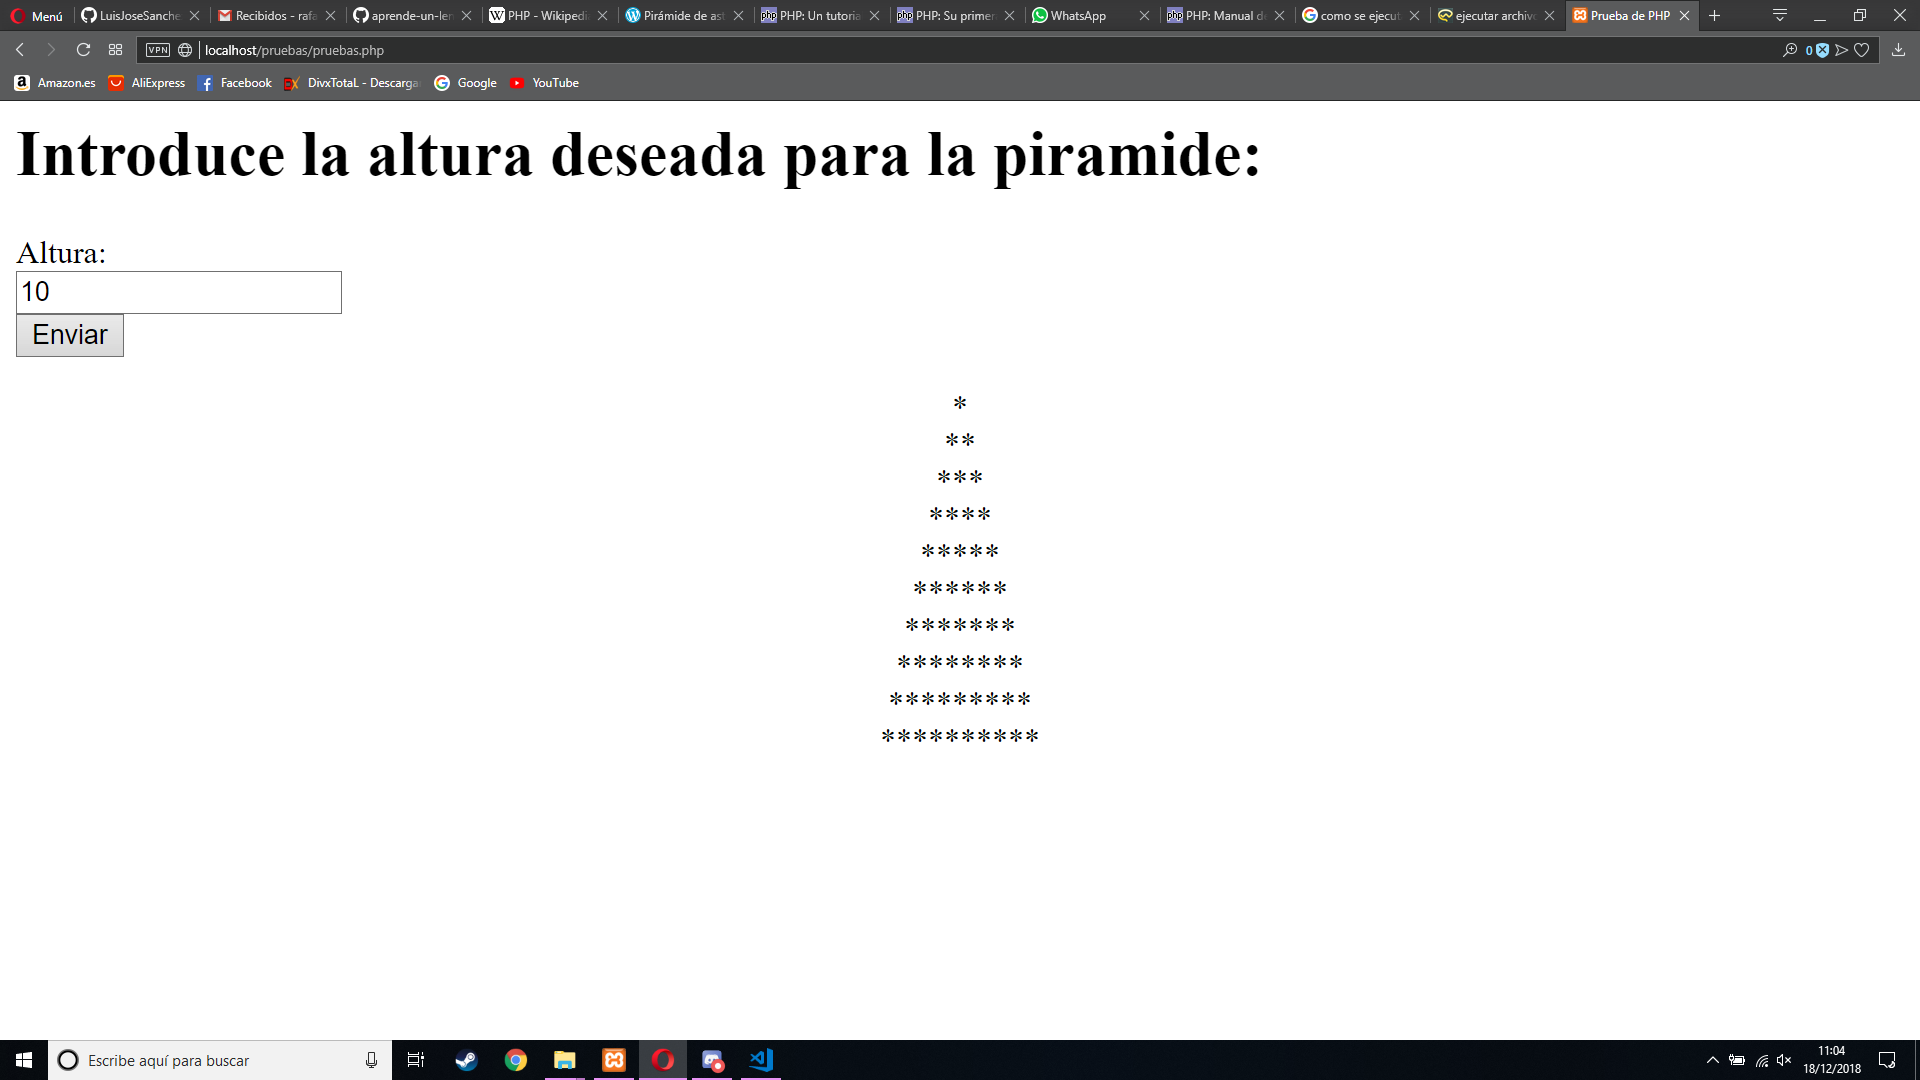 Menú LuisJoseSanche Recibidos - rafa aprende-un-len PHP - Wikipedi Pirámide de ast PHP: Un tutoria PHP: Su primer WhatsApp PHP: Manual de como se ejecut ejecutar archivo Prueba de PHP
VPN localhost/pruebas/pruebas.php 0
Amazon.es AliExpress Facebook DivxTotaL - Descarga Google YouTube
Introduce la altura deseada para la piramide:
Altura:
10
Enviar
*
**
***
****
*****
******
*******
********
*********
**********
Escribe aquí para buscar
11:04
18/12/2018